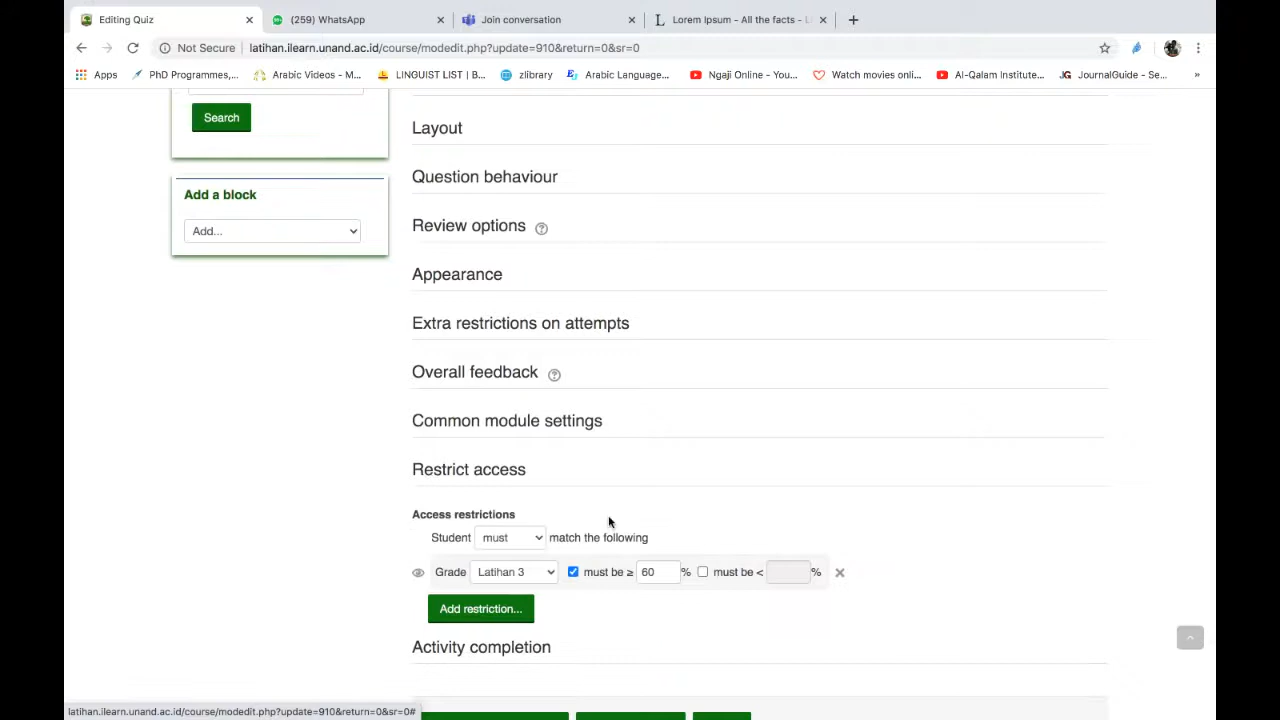 Editing Quiz
(259) WhatsApp
Join conversation
Lorem Ipsum - All the facts - L
Not Secure
latihan.ilearn.unand.ac.id/course/modedit.php?update=910&return=0&sr=0
Apps
PhD Programmes,...
Arabic Videos - M...
LINGUIST LIST | B...
zlibrary
Arabic Language...
Ngaji Online - You...
Watch movies onli...
Al-Qalam Institute...
JournalGuide - Se...
»
Search
Add a block
Add...
Layout
Question behaviour
Review options
Appearance
Extra restrictions on attempts
Overall feedback
Common module settings
Restrict access
Access restrictions
Student must match the following
Grade Latihan 3 must be ≥ 60 % must be < %
Add restriction...
Activity completion
latihan.ilearn.unand.ac.id/course/modedit.php?update=910&return=0&sr=0#